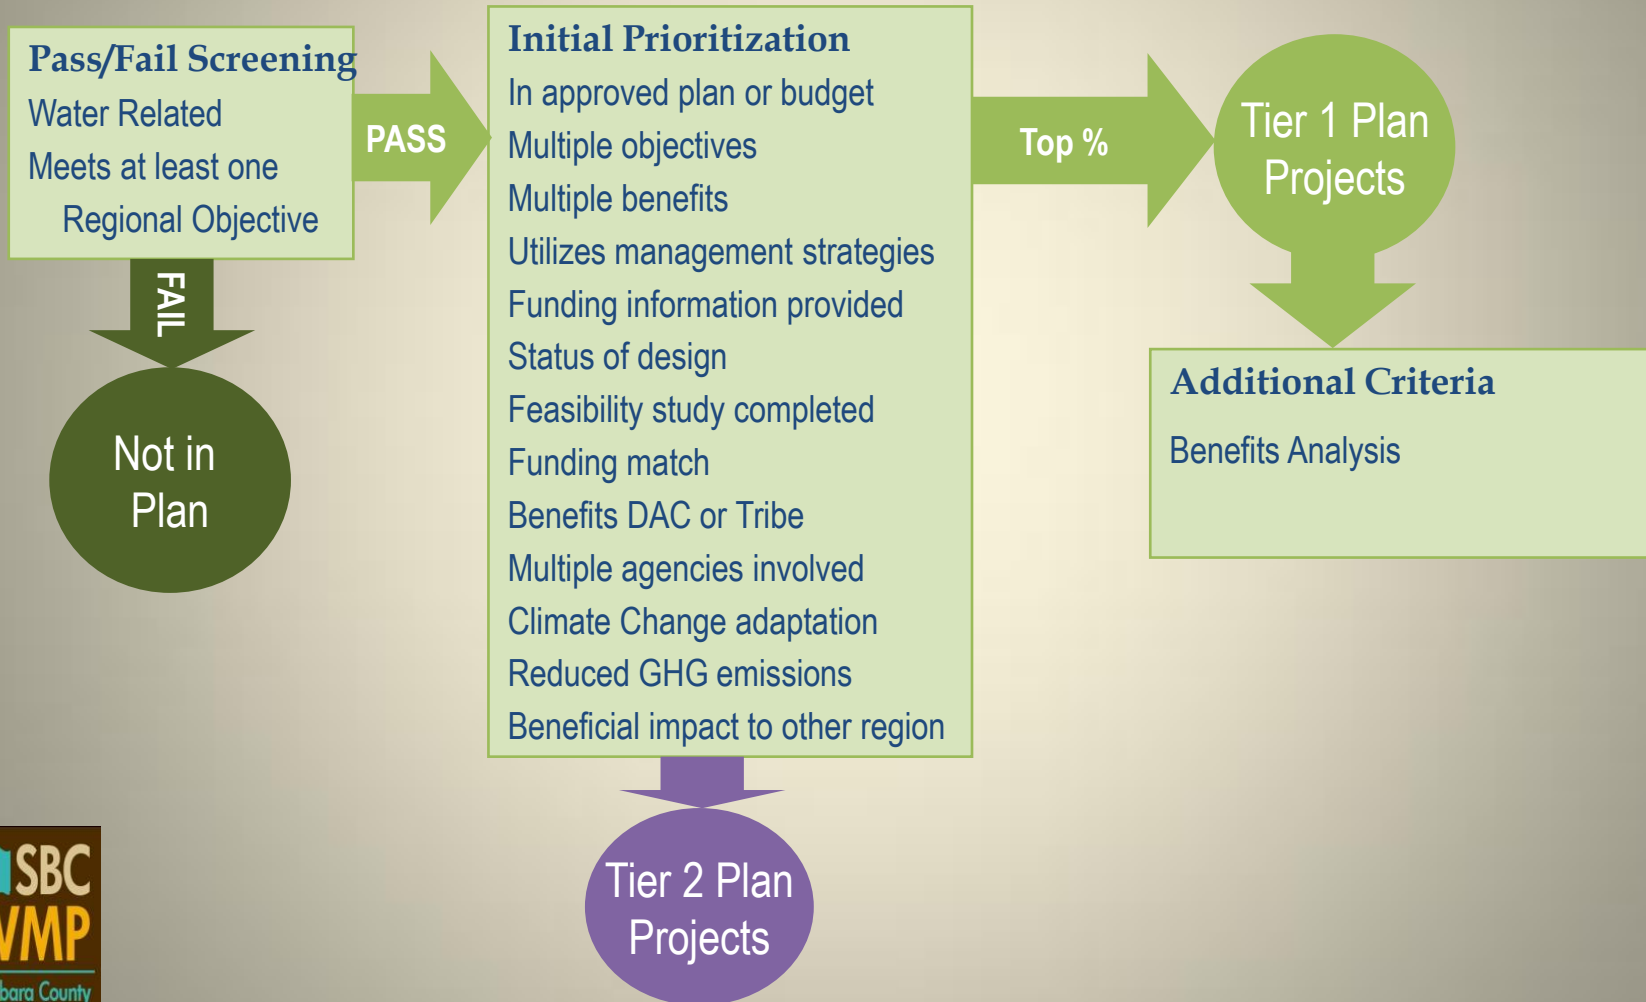 Pass/Fail Screening
Water Related
Meets at least one
Regional Objective
PASS
FAIL
Not in
Plan
Initial Prioritization
In approved plan or budget
Multiple objectives
Multiple benefits
Utilizes management strategies
Funding information provided
Status of design
Feasibility study completed
Funding match
Benefits DAC or Tribe
Multiple agencies involved
Climate Change adaptation
Reduced GHG emissions
Beneficial impact to other region
Top %
Tier 1 Plan
Projects
Additional Criteria
Benefits Analysis
Tier 2 Plan
Projects
SBC
WMP
bara County